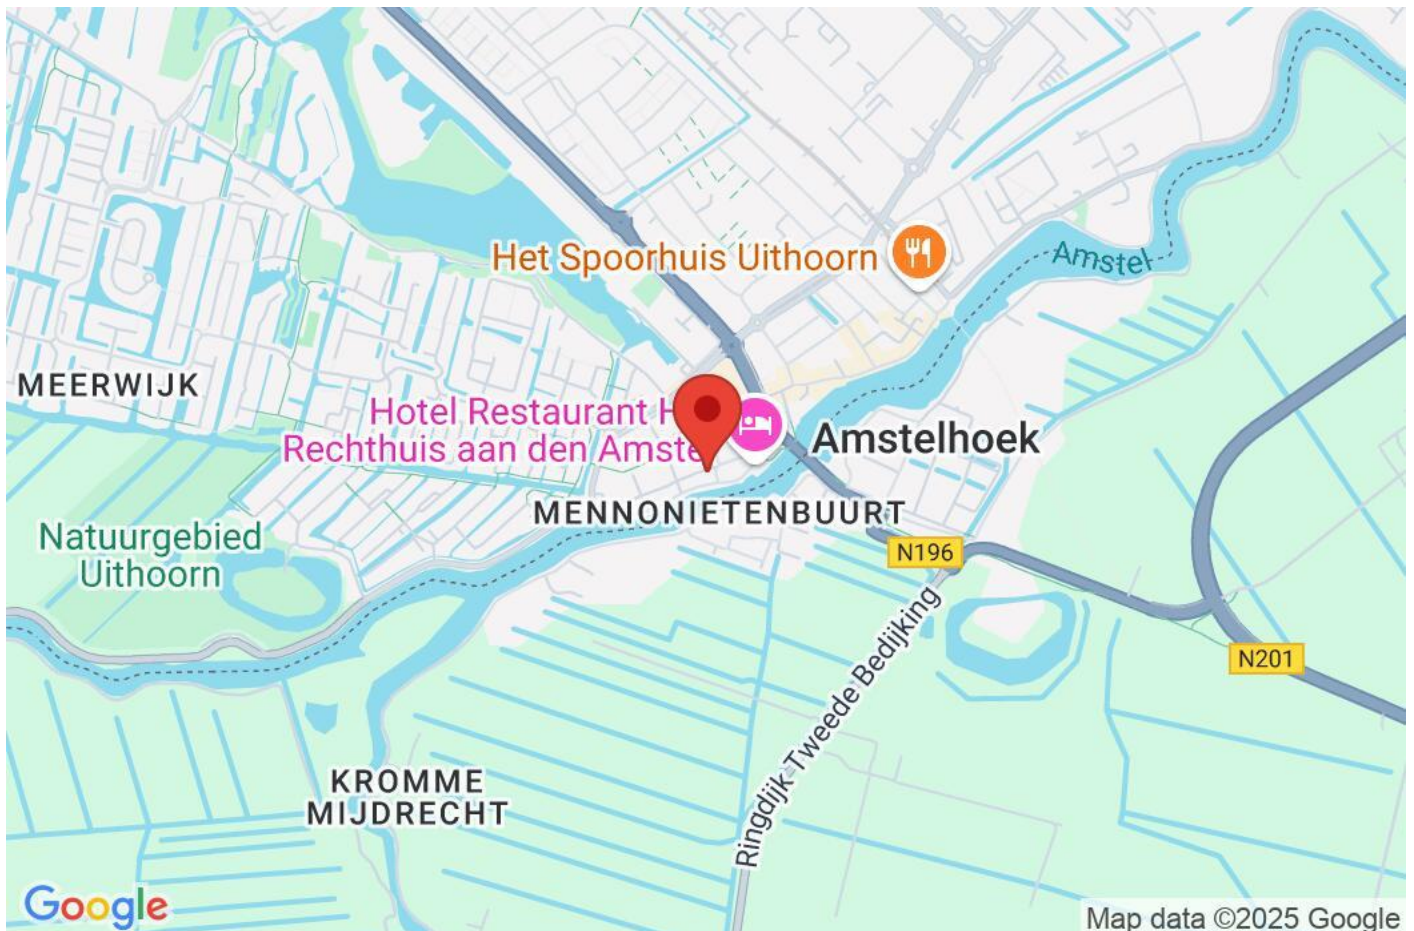 Het Spoorhuis Uithoorn
Amstel
MEERWIJK
Hotel Restaurant H
Rechthuis aan den Amste
Amstelhoek
MENNONIETENBUURT
Natuurgebied
Uithoorn
N196
Ringdijk Tweede Bedijking
N201
KROMME
MIJDRECHT
Google
Map data ©2025 Google